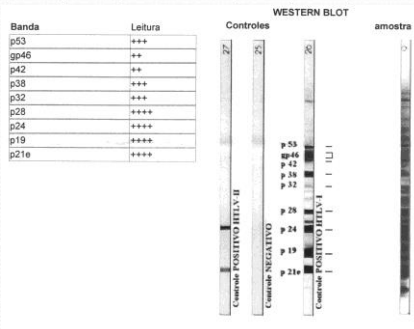 WESTERN BLOT
Banda Leitura
p53 +++
gp46 ++
p42 ++
p38 +++
p32 +++
p28 ++++
p24 ++++
p19 ++++
p21e ++++
Controles
amostra
27
25
26
p 53
gp46
p 42
p 38
p 32
p 28
p 24
p 19
p 21e
Controle POSITIVO HTLV-II
Controle NEGATIVO
Controle POSITIVO HTLV-I